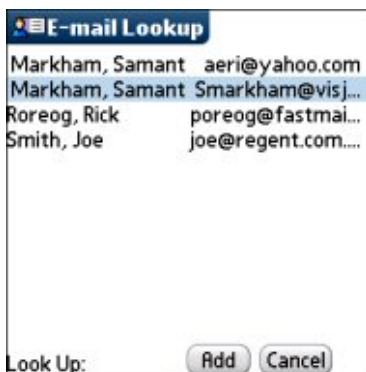 E-mail Lookup
Markham, Samant aeri@yahoo.com
Markham, Samant Smarkham@visj...
Roreog, Rick poreog@fastmai...
Smith, Joe joe@regent.com....
Look Up: Add Cancel